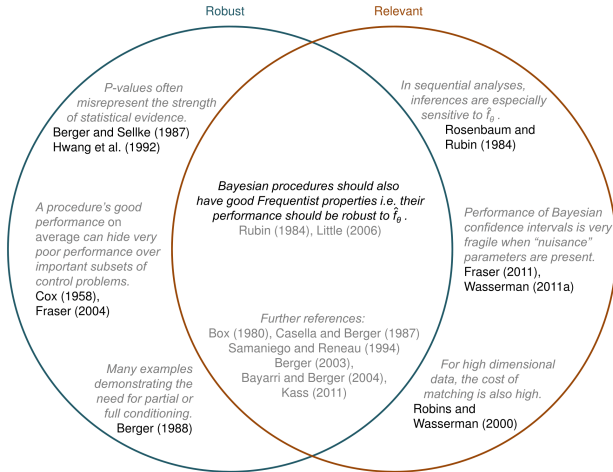 Robust
Relevant
P-values often
misrepresent the strength
of statistical evidence.
Berger and Sellke (1987)
Hwang et al. (1992)
A procedure's good
performance on
average can hide very
poor performance over
important subsets of
control problems.
Cox (1958),
Fraser (2004)
Many examples
demonstrating the
need for partial or
full conditioning.
Berger (1988)
Bayesian procedures should also
have good Frequentist properties i.e. their
performance should be robust to f̂θ .
Rubin (1984), Little (2006)
Further references:
Box (1980), Casella and Berger (1987)
Samaniego and Reneau (1994)
Berger (2003),
Bayarri and Berger (2004),
Kass (2011)
In sequential analyses,
inferences are especially
sensitive to f̂θ .
Rosenbaum and
Rubin (1984)
Performance of Bayesian
confidence intervals is very
fragile when “nuisance”
parameters are present.
Fraser (2011),
Wasserman (2011a)
For high dimensional
data, the cost of
matching is also high.
Robins and
Wasserman (2000)